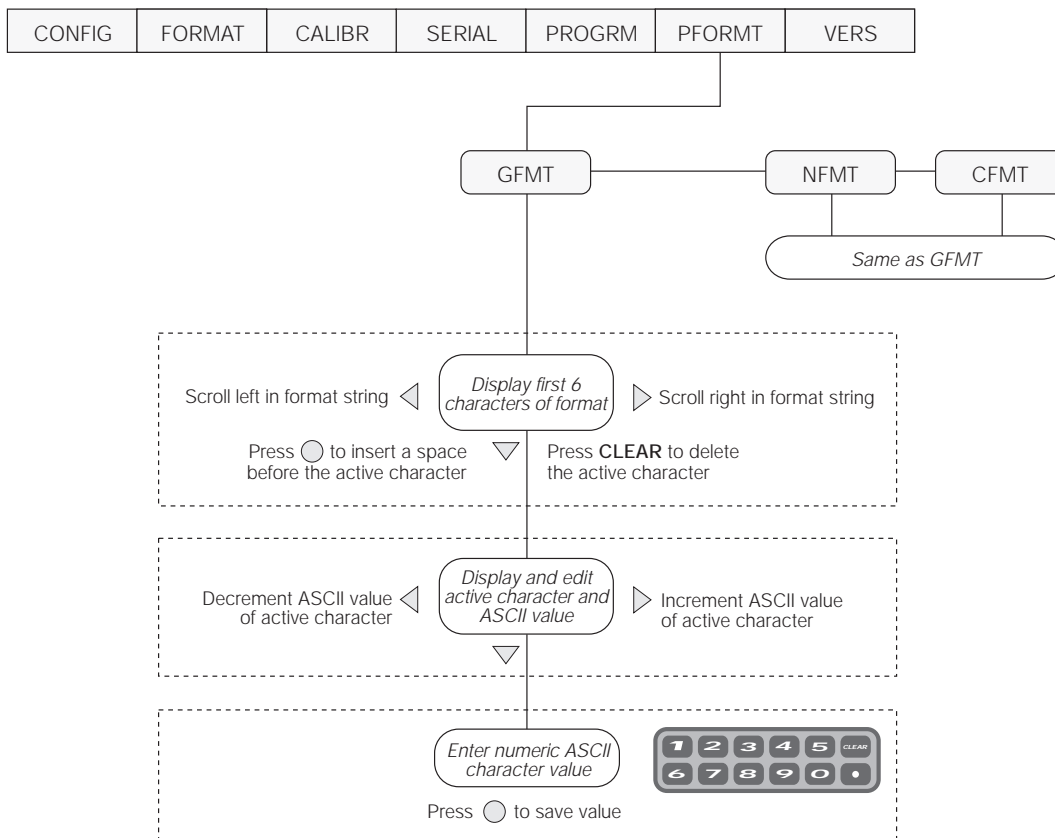 CONFIG FORMAT CALIBR SERIAL PROGRM PFORMT VERS
GFMT NFMT CFMT
Same as GFMT
Display first 6
characters of format
Scroll left in format string
Scroll right in format string
Press to insert a space
before the active character
Press CLEAR to delete
the active character
Display and edit
active character and
ASCII value
Decrement ASCII value
of active character
Increment ASCII value
of active character
Enter numeric ASCII
character value
1 2 3 4 5 CLEAR
6 7 8 9 0 •
Press to save value